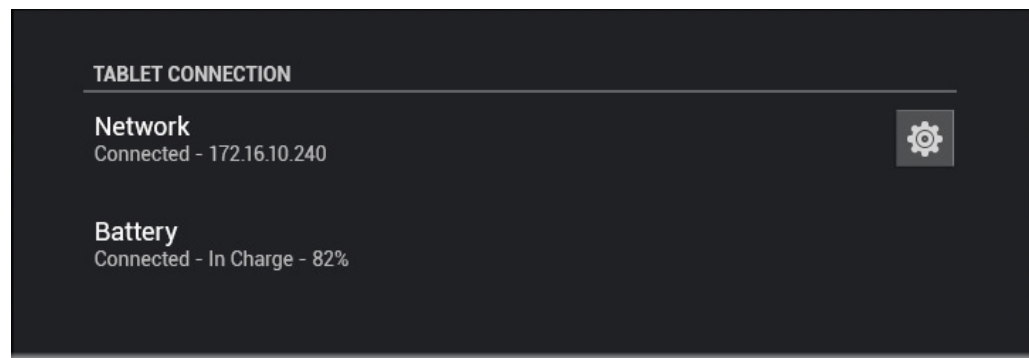 TABLET CONNECTION
Network
Connected - 172.16.10.240
Battery
Connected - In Charge - 82%